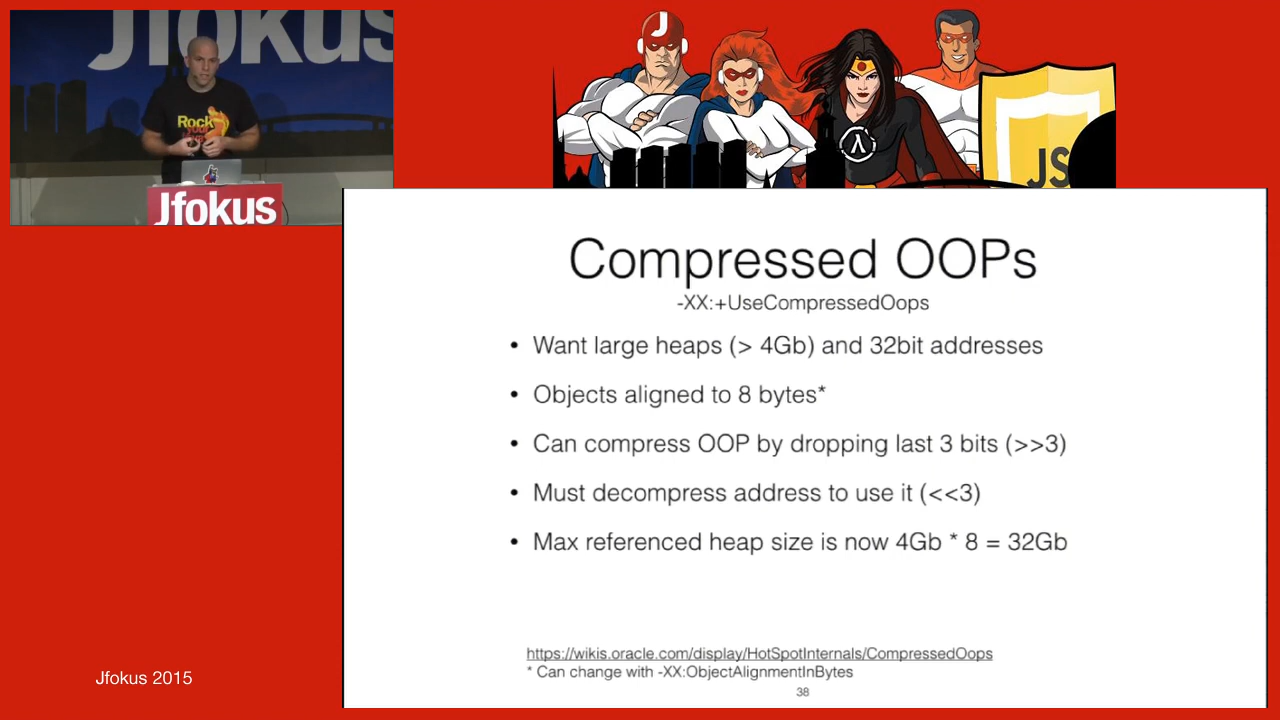 Jfokus
Rock
Jfokus
J
JS
Compressed OOPs
-XX:+UseCompressedOops
• Want large heaps (> 4Gb) and 32bit addresses
• Objects aligned to 8 bytes*
• Can compress OOP by dropping last 3 bits (>>3)
• Must decompress address to use it (<<3)
• Max referenced heap size is now 4Gb * 8 = 32Gb
https://wikis.oracle.com/display/HotSpotInternals/CompressedOops
* Can change with -XX:ObjectAlignmentInBytes
38
Jfokus 2015